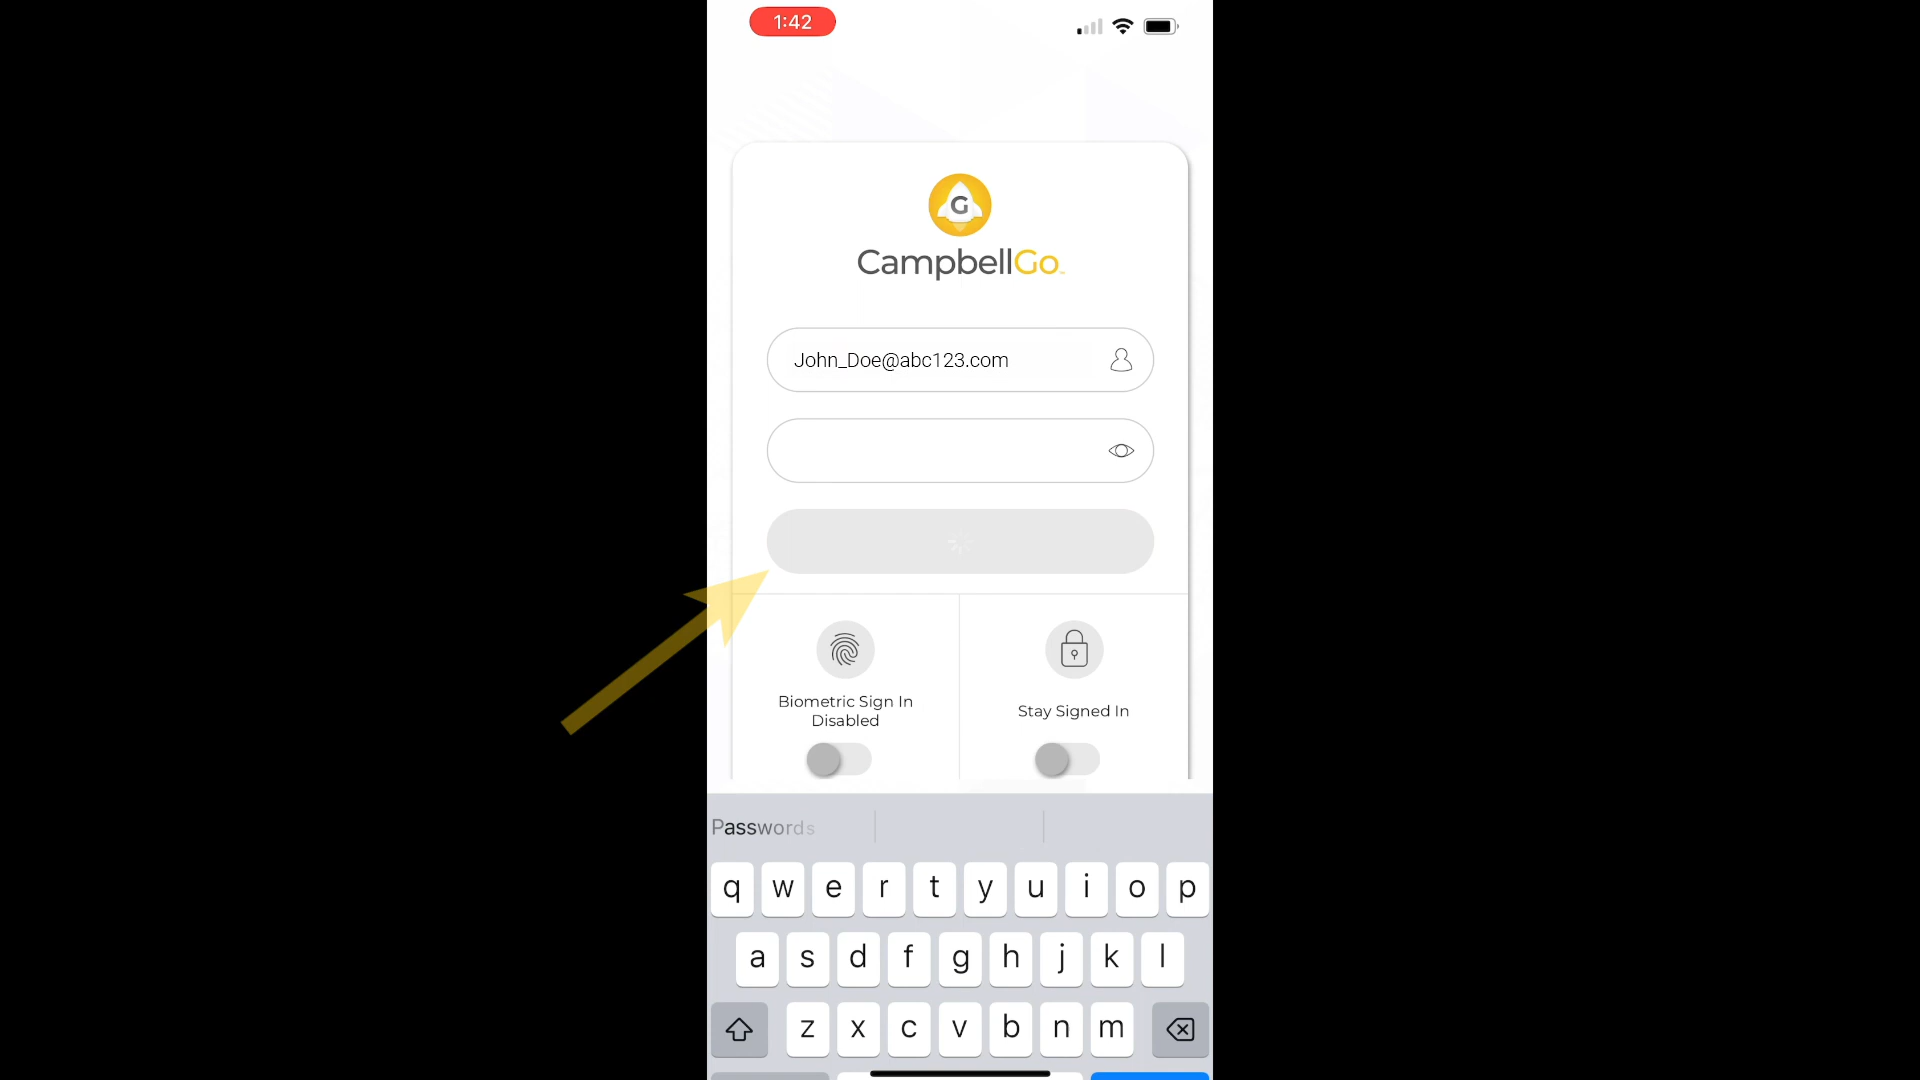 1:42
G
CampbellGo
John_Doe@abc123.com
Biometric Sign In
Disabled
Stay Signed In
Passwords
q w e r t y u i o p
a s d f g h j k l
z x c v b n m